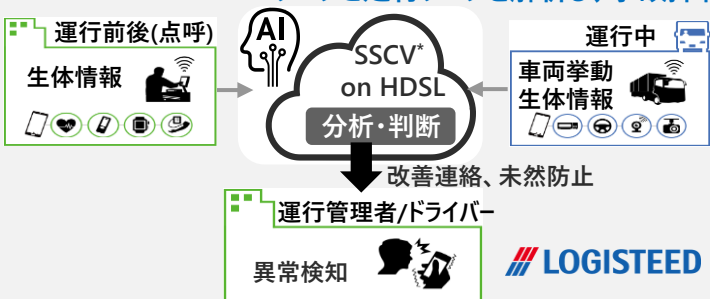 運行前後(点呼)
生体情報
AI
SSCV*
on HDSL
分析・判断
運行中
車両挙動
生体情報
改善連絡、未然防止
運行管理者/ドライバー
異常検知
LOGISTEED